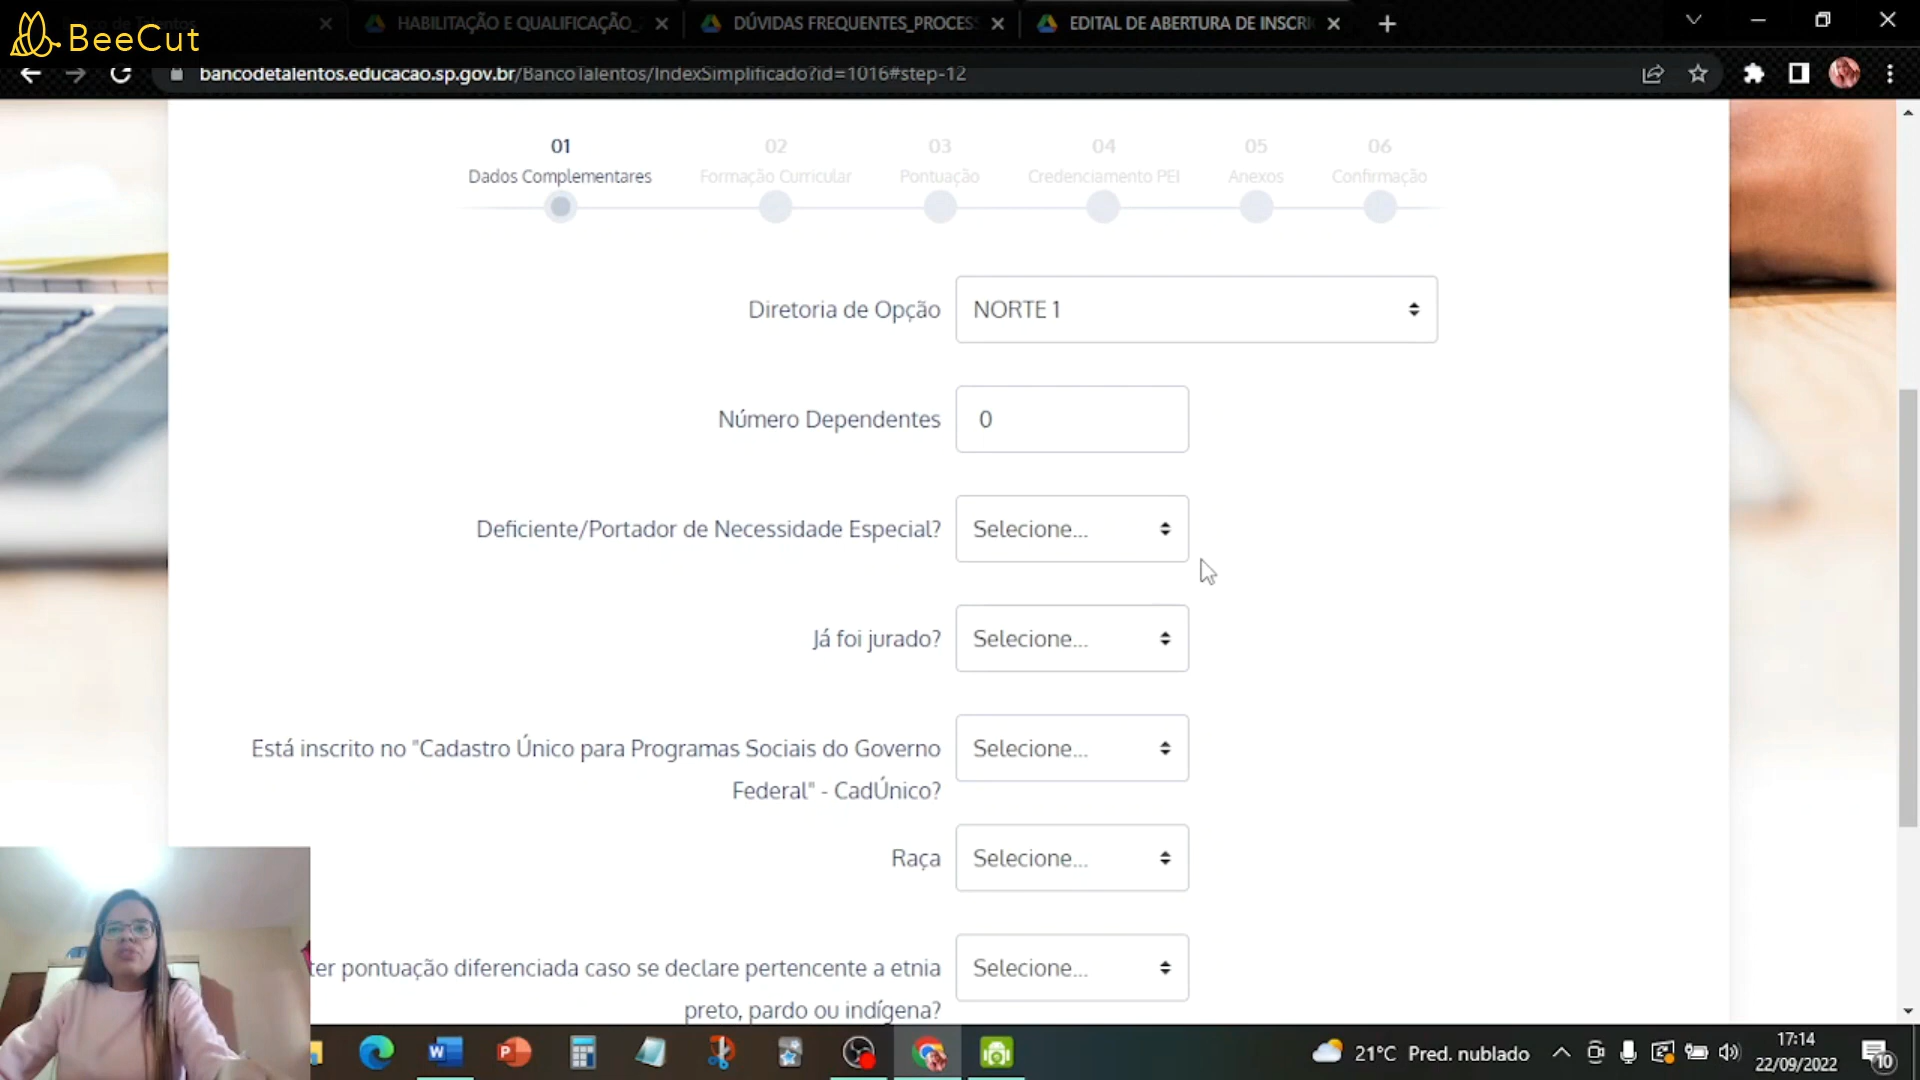 BeeCut
HABILITAÇÃO E QUALIFICAÇÃO_
DÚVIDAS FREQUENTES_PROCES
EDITAL DE ABERTURA DE INSCRI
bancodetalentos.educacao.sp.gov.br/BancoTalentos/IndexSimplificado?id=1016#step-12
01
02
03
04
05
06
Dados Complementares
Formação Curricular
Pontuação
Credenciamento PEI
Anexos
Confirmação
Diretoria de Opção
NORTE 1
Número Dependentes
0
Deficiente/Portador de Necessidade Especial?
Selecione...
Já foi jurado?
Selecione...
Está inscrito no "Cadastro Único para Programas Sociais do Governo
Federal" - CadÚnico?
Selecione...
Raça
Selecione...
ter pontuação diferenciada caso se declare pertencente a etnia
preto, pardo ou indígena?
Selecione...
21°C Pred. nublado
17:14
22/09/2022
10